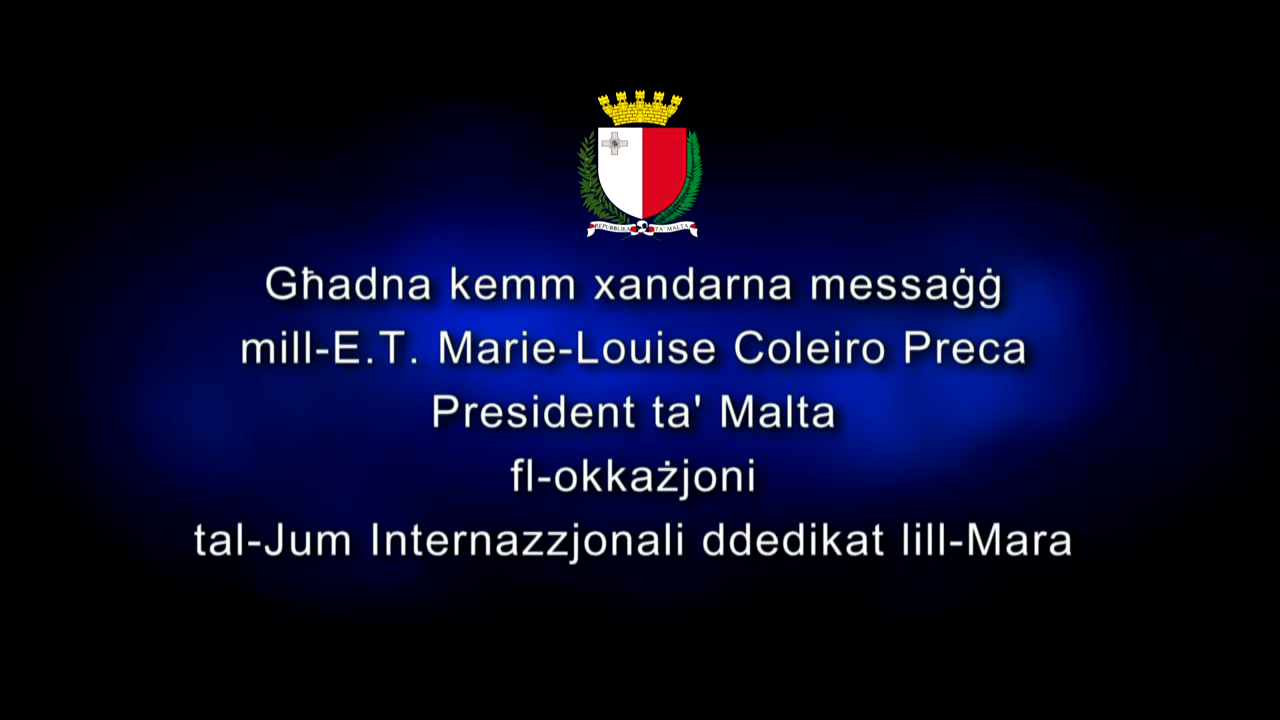 REPUBBLIKA TA' MALTA
Għadna kemm xandarna messaġġ
mill-E.T. Marie-Louise Coleiro Preca
President ta' Malta
fl-okkażjoni
tal-Jum Internazzjonali ddedikat lill-Mara